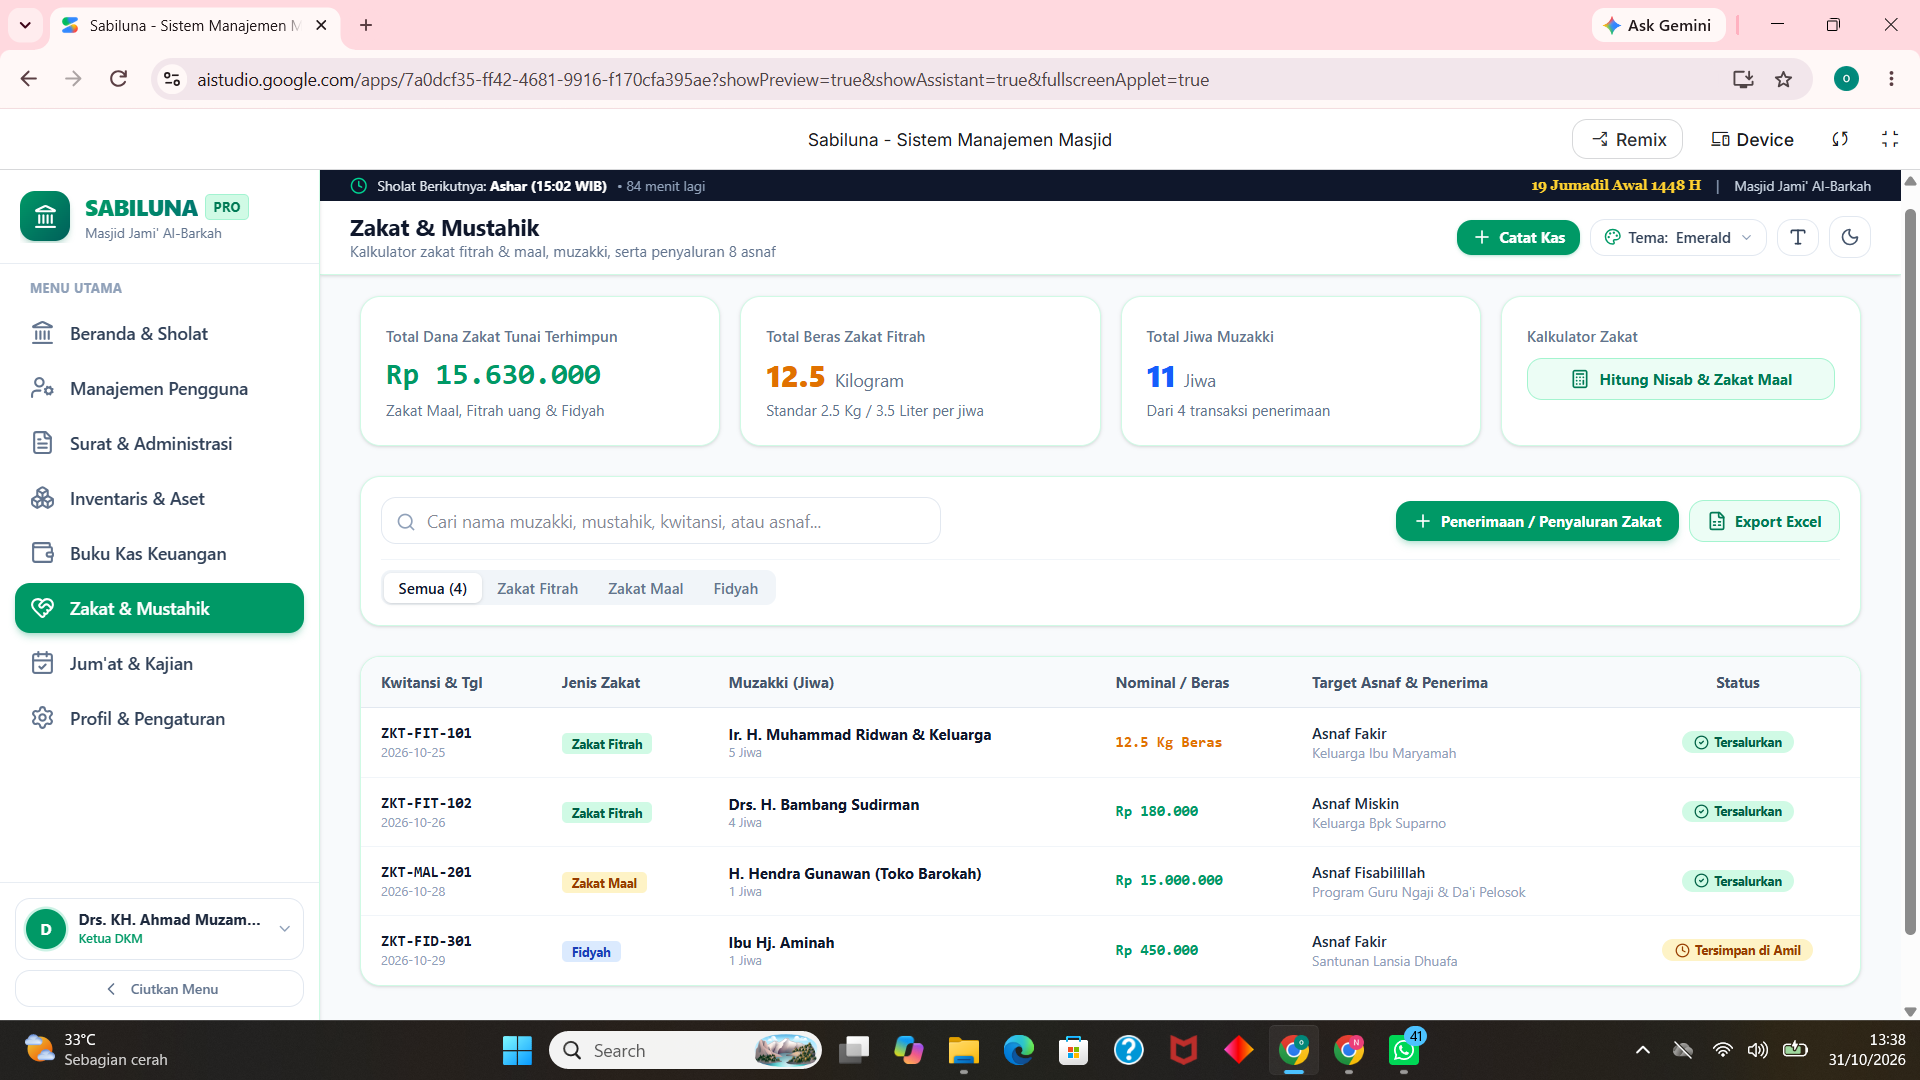 Sabiluna - Sistem Manajemen M
Ask Gemini
aistudio.google.com/apps/7a0dcf35-ff42-4681-9916-f170cfa395ae?showPreview=true&showAssistant=true&fullscreenApplet=true
O
Sabiluna - Sistem Manajemen Masjid
Remix
Device
SABILUNA PRO
Masjid Jami' Al-Barkah
MENU UTAMA
Beranda & Sholat
Manajemen Pengguna
Surat & Administrasi
Inventaris & Aset
Buku Kas Keuangan
Zakat & Mustahik
Jum'at & Kajian
Profil & Pengaturan
D
Drs. KH. Ahmad Muzam...
Ketua DKM
Ciutkan Menu
Sholat Berikutnya: Ashar (15:02 WIB) • 84 menit lagi
19 Jumadil Awal 1448 H | Masjid Jami' Al-Barkah
Zakat & Mustahik
Kalkulator zakat fitrah & maal, muzakki, serta penyaluran 8 asnaf
Catat Kas
Tema: Emerald
Total Dana Zakat Tunai Terhimpun
Rp 15.630.000
Zakat Maal, Fitrah uang & Fidyah
Total Beras Zakat Fitrah
12.5 Kilogram
Standar 2.5 Kg / 3.5 Liter per jiwa
Total Jiwa Muzakki
11 Jiwa
Dari 4 transaksi penerimaan
Kalkulator Zakat
Hitung Nisab & Zakat Maal
Cari nama muzakki, mustahik, kwitansi, atau asnaf...
+ Penerimaan / Penyaluran Zakat
Export Excel
Semua (4) Zakat Fitrah Zakat Maal Fidyah
Kwitansi & Tgl Jenis Zakat Muzakki (Jiwa) Nominal / Beras Target Asnaf & Penerima Status
ZKT-FIT-101
2026-10-25
Zakat Fitrah
Ir. H. Muhammad Ridwan & Keluarga
5 Jiwa
12.5 Kg Beras
Asnaf Fakir
Keluarga Ibu Maryamah
Tersalurkan
ZKT-FIT-102
2026-10-26
Zakat Fitrah
Drs. H. Bambang Sudirman
4 Jiwa
Rp 180.000
Asnaf Miskin
Keluarga Bpk Suparno
Tersalurkan
ZKT-MAL-201
2026-10-28
Zakat Maal
H. Hendra Gunawan (Toko Barokah)
1 Jiwa
Rp 15.000.000
Asnaf Fisabilillah
Program Guru Ngaji & Da'i Pelosok
Tersalurkan
ZKT-FID-301
2026-10-29
Fidyah
Ibu Hj. Aminah
1 Jiwa
Rp 450.000
Asnaf Fakir
Santunan Lansia Dhuafa
Tersimpan di Amil
33°C
Sebagian cerah
Search
41
13:38
31/10/2026